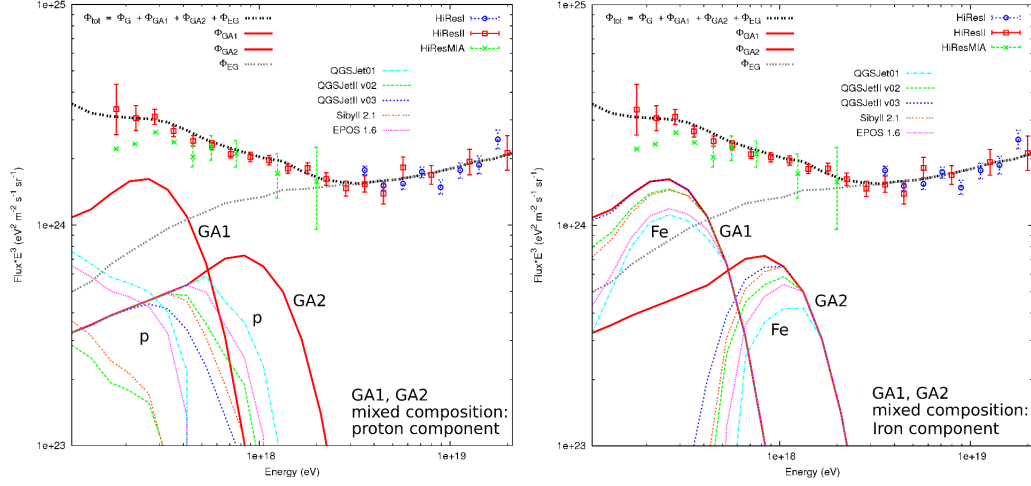 1e+25
Φtot = ΦG + ΦGA1 + ΦGA2 + ΦEG
ΦGA1
ΦGA2
ΦEG
HiResI
HiResII
HiResMIA
QGSJet01
QGSJetII v02
QGSJetII v03
Sibyll 2.1
EPOS 1.6
Flux*E^3 (eV^2 m^-2 s^-1 sr^-1)
1e+24
GA1
GA2
p
p
GA1, GA2
mixed composition:
proton component
1e+23
1e+18
1e+19
Energy (eV)
1e+25
Φtot = ΦG + ΦGA1 + ΦGA2 + ΦEG
ΦGA1
ΦGA2
ΦEG
HiResI
HiResII
HiResMIA
QGSJet01
QGSJetII v02
QGSJetII v03
Sibyll 2.1
EPOS 1.6
Flux*E^3 (eV^2 m^-2 s^-1 sr^-1)
1e+24
Fe
GA1
GA2
Fe
GA1, GA2
mixed composition:
Iron component
1e+23
1e+18
1e+19
Energy (eV)